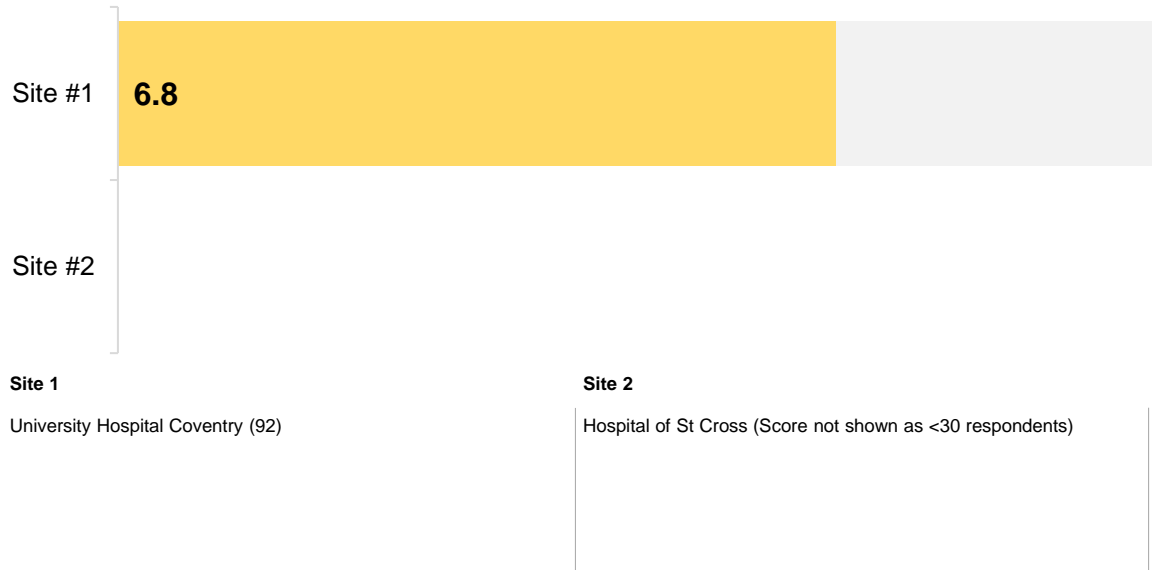 Site #1
6.8
Site #2
Site 1
Site 2
University Hospital Coventry (92)
Hospital of St Cross (Score not shown as <30 respondents)